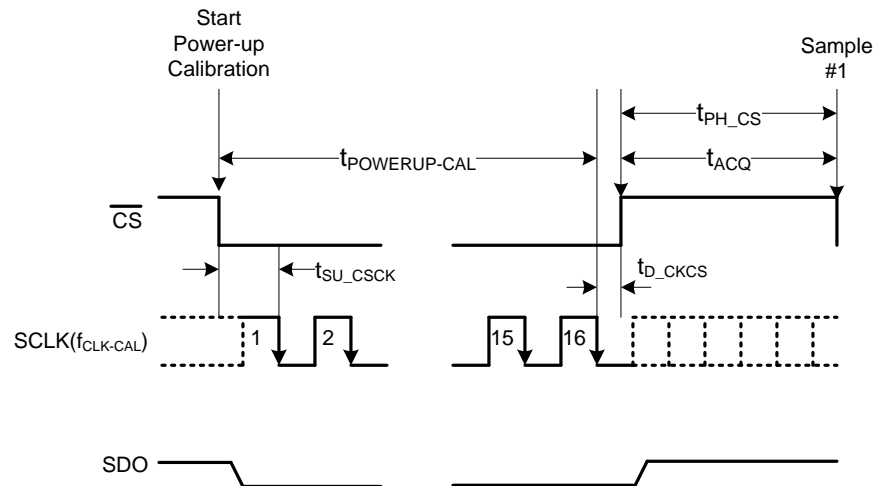 Start
Power-up
Calibration
Sample
#1
tPH_CS
tPOWERUP-CAL
tACQ
CS
tSU_CSCK
tD_CKCS
SCLK(fCLK-CAL)
1
2
15
16
SDO